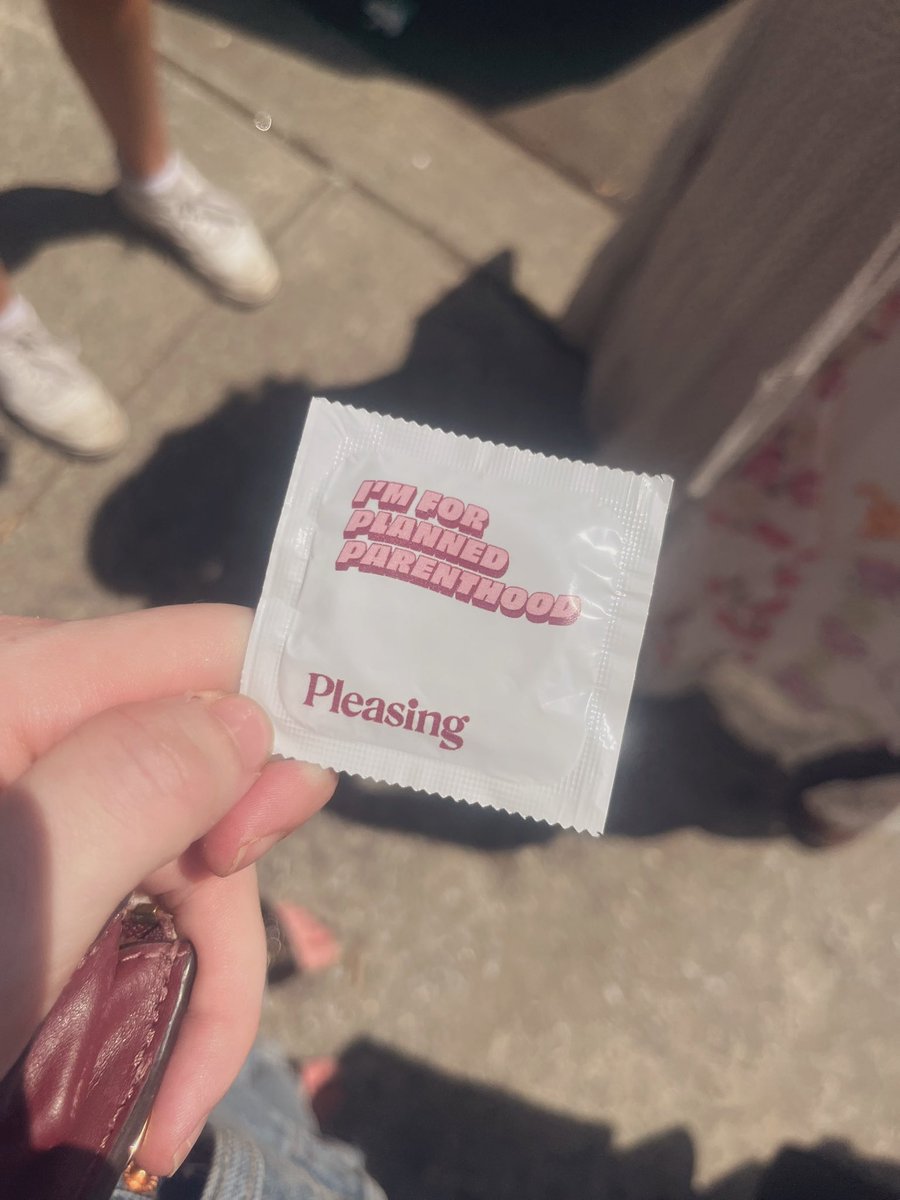 I'M FOR
PLANNED
PARENTHOOD
Pleasing